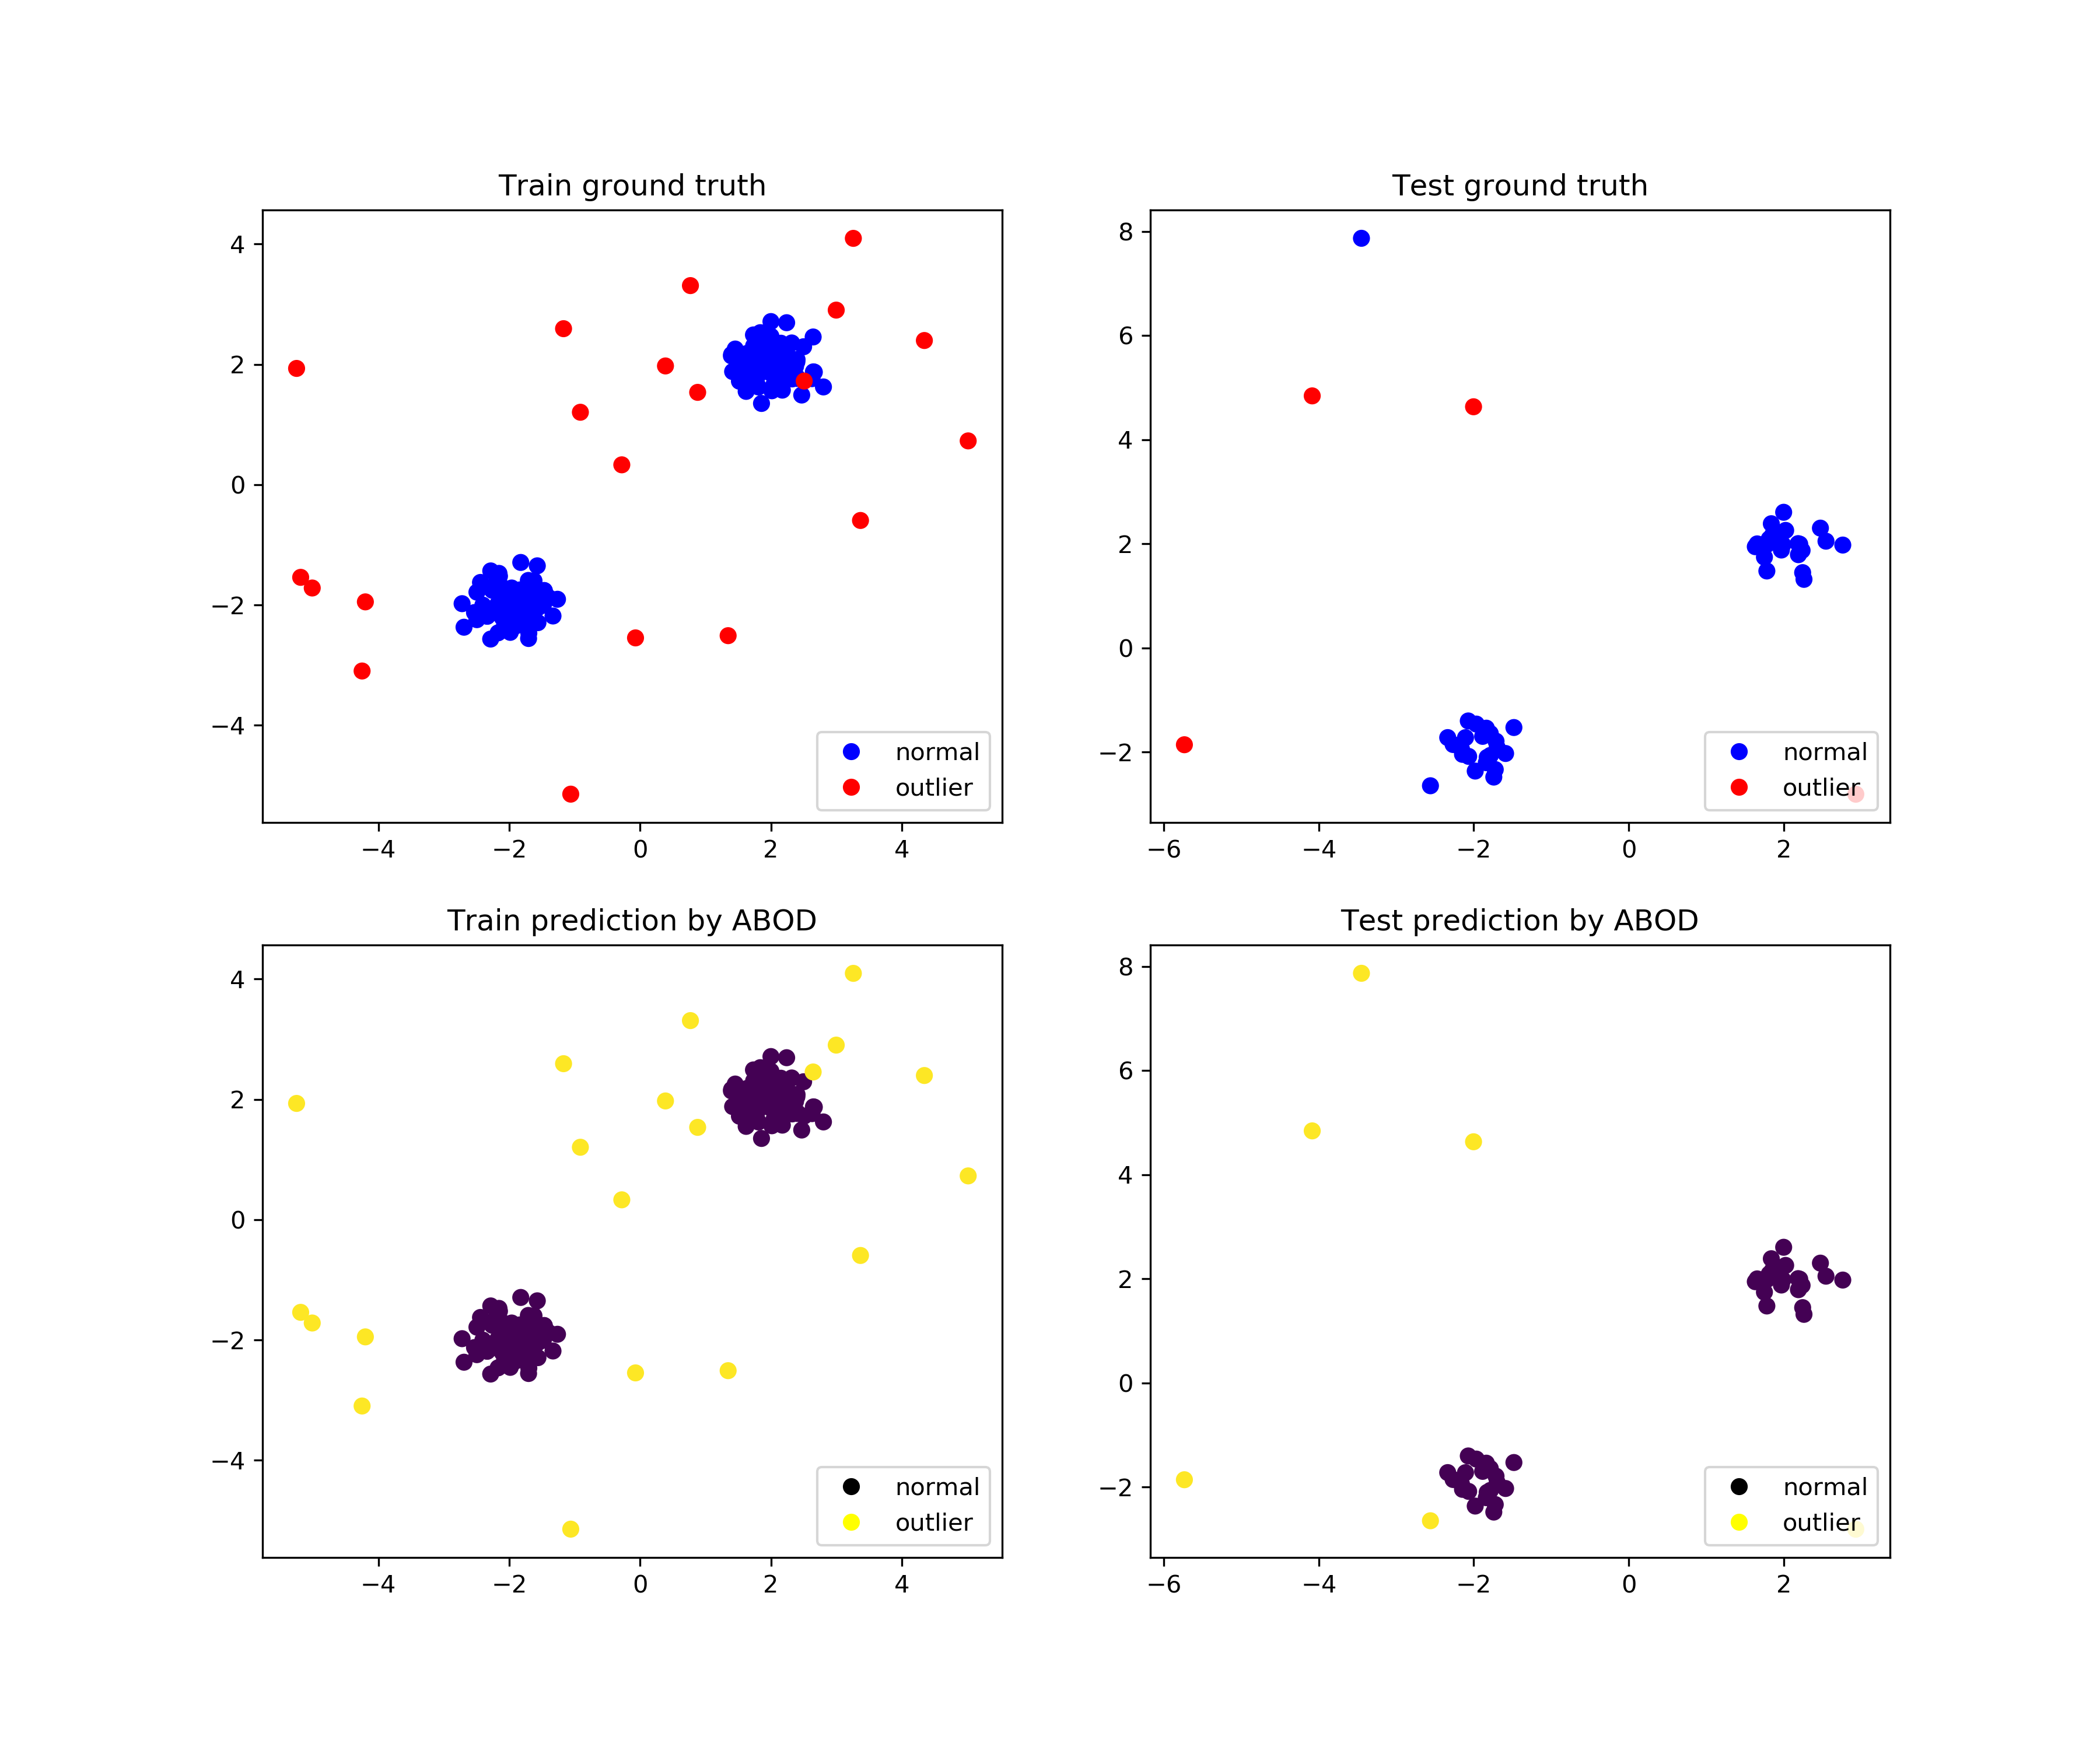 Train ground truth
4
2
0
−2
−4
−4 −2 0 2 4
normal
outlier
Test ground truth
8
6
4
2
0
−2
−6 −4 −2 0 2
normal
outlier
Train prediction by ABOD
4
2
0
−2
−4
−4 −2 0 2 4
normal
outlier
Test prediction by ABOD
8
6
4
2
0
−2
−6 −4 −2 0 2
normal
outlier